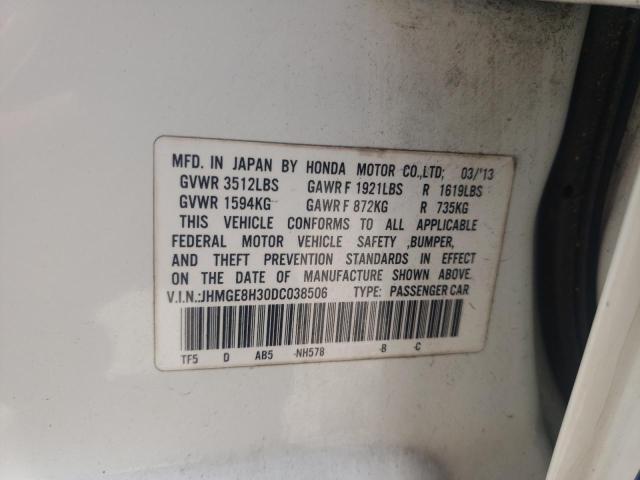 MFD. IN JAPAN BY HONDA MOTOR CO.,LTD; 03/'13
GVWR 3512LBS GAWR F 1921LBS R 1619LBS
GVWR 1594KG GAWR F 872KG R 735KG
THIS VEHICLE CONFORMS TO ALL APPLICABLE
FEDERAL MOTOR VEHICLE SAFETY ,BUMPER,
AND THEFT PREVENTION STANDARDS IN EFFECT
ON THE DATE OF MANUFACTURE SHOWN ABOVE.
V.I.N.:JHMGE8H30DC038506 TYPE: PASSENGER CAR
TF5 D AB5 -NH578 -B -C